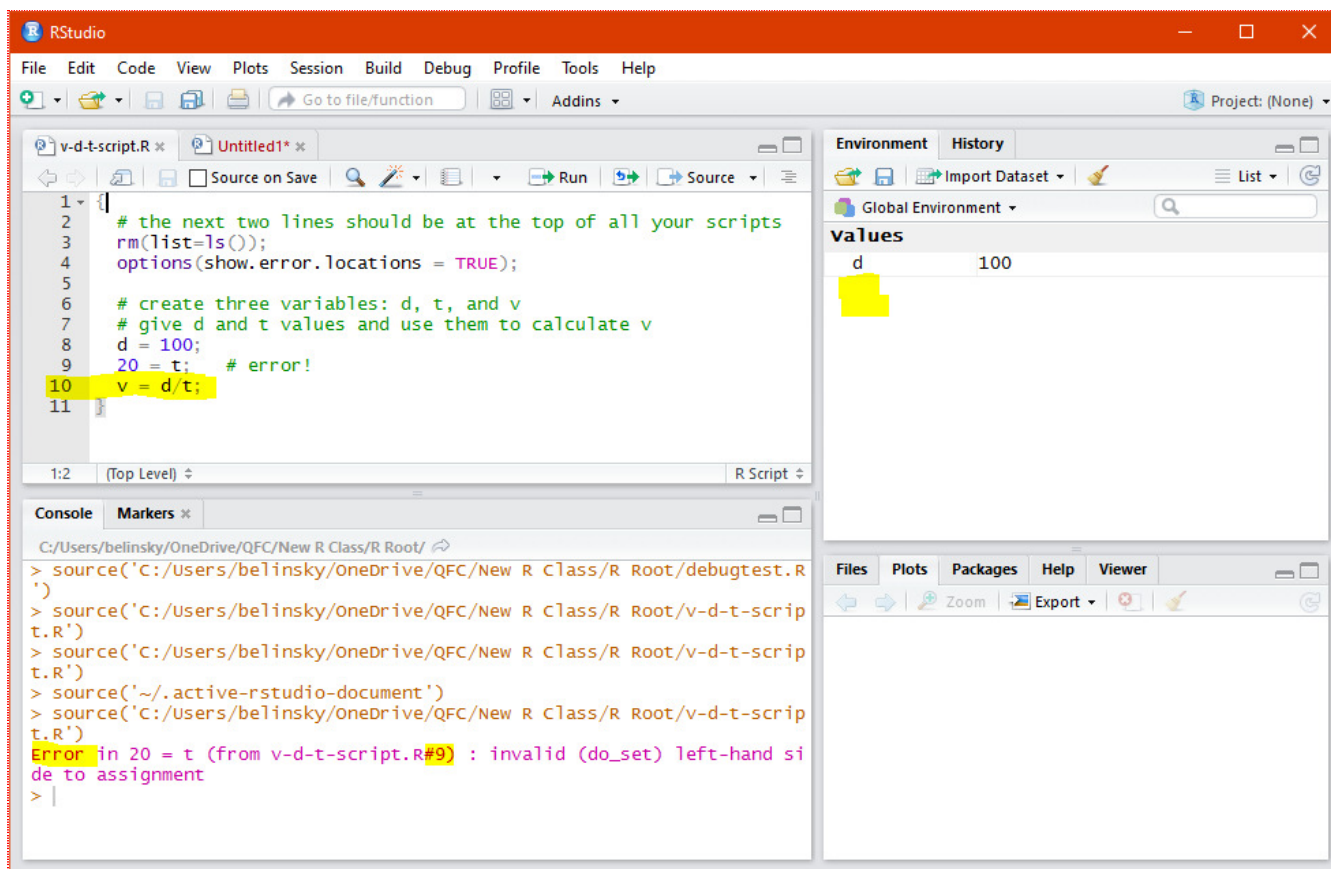 RStudio
File Edit Code View Plots Session Build Debug Profile Tools Help
Go to file/function Addins Project: (None)
v-d-t-script.R Untitled1*
Source on Save Run Source
1 {
2 # the next two lines should be at the top of all your scripts
3 rm(list=ls());
4 options(show.error.locations = TRUE);
5
6 # create three variables: d, t, and v
7 # give d and t values and use them to calculate v
8 d = 100;
9 20 = t; # error!
10 v = d/t;
11 }
1:2 (Top Level) R Script
Console Markers
C:/Users/belinsky/OneDrive/QFC/New R Class/R Root/
> source('C:/Users/belinsky/OneDrive/QFC/New R Class/R Root/debugtest.R
')
> source('C:/Users/belinsky/OneDrive/QFC/New R Class/R Root/v-d-t-scrip
t.R')
> source('C:/Users/belinsky/OneDrive/QFC/New R Class/R Root/v-d-t-scrip
t.R')
> source('~/.active-rstudio-document')
> source('C:/Users/belinsky/OneDrive/QFC/New R Class/R Root/v-d-t-scrip
t.R')
Error in 20 = t (from v-d-t-script.R#9) : invalid (do_set) left-hand si
de to assignment
>
Environment History
Import Dataset List
Global Environment
Values
d 100
Files Plots Packages Help Viewer
Zoom Export